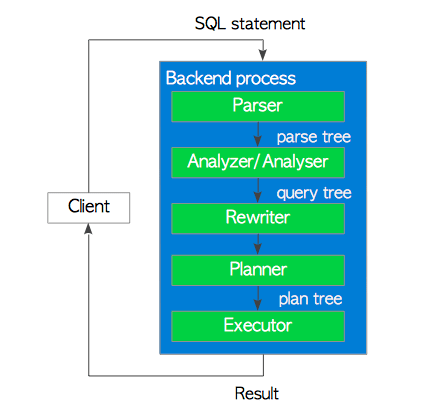 SQL statement
Backend process
Parser
parse tree
Analyzer/Analyser
query tree
Client
Rewriter
Planner
plan tree
Executor
Result